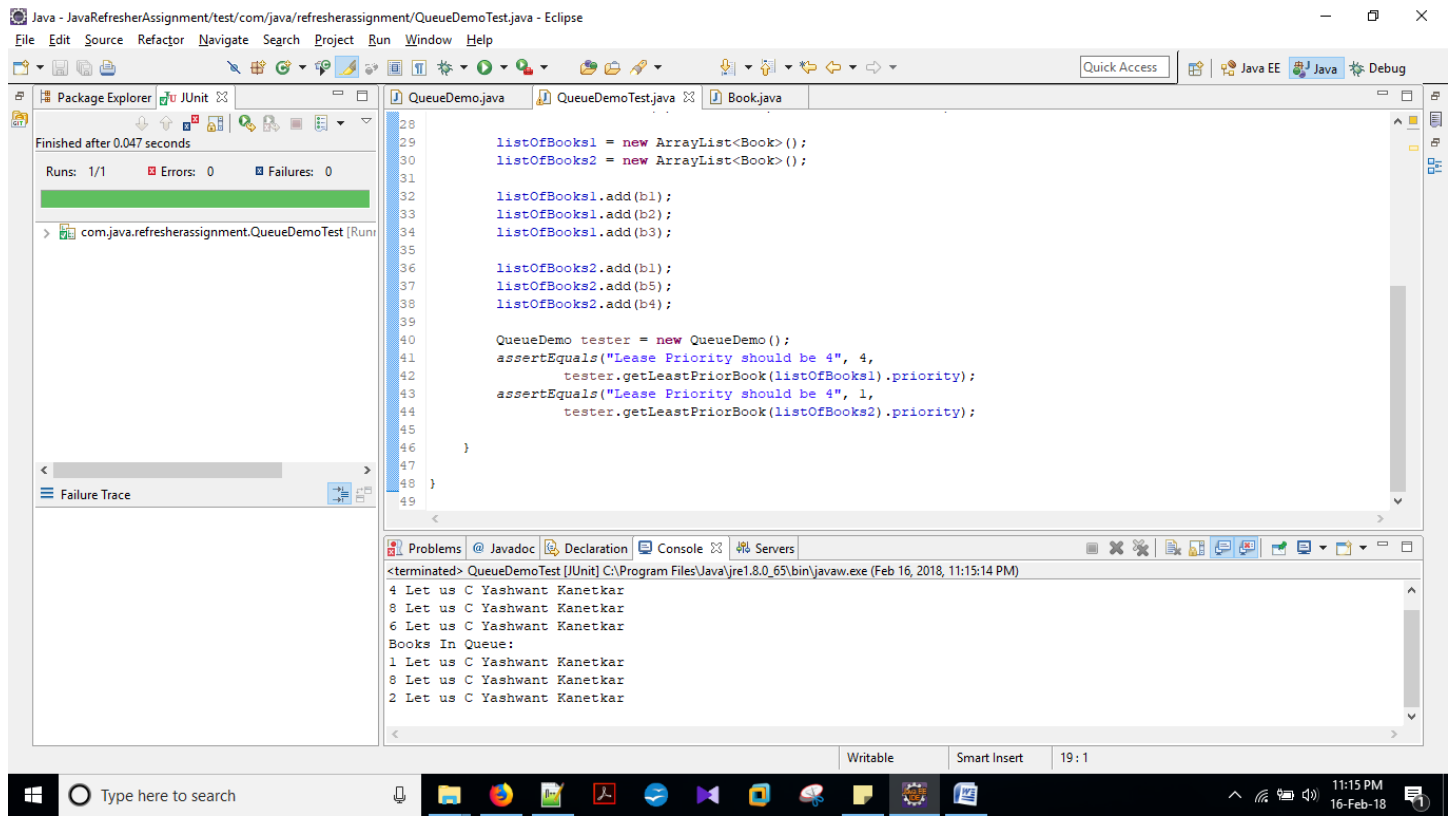 Java - JavaRefresherAssignment/test/com/java/refresherassignment/QueueDemoTest.java - Eclipse
File Edit Source Refactor Navigate Search Project Run Window Help
Quick Access
Java EE
Java
Debug
Package Explorer
JUnit
QueueDemo.java
QueueDemoTest.java
Book.java
Finished after 0.047 seconds
Runs: 1/1 Errors: 0 Failures: 0
com.java.refresherassignment.QueueDemoTest [Runr
Failure Trace
28
29 listOfBooks1 = new ArrayList<Book>();
30 listOfBooks2 = new ArrayList<Book>();
31
32 listOfBooks1.add(b1);
33 listOfBooks1.add(b2);
34 listOfBooks1.add(b3);
35
36 listOfBooks2.add(b1);
37 listOfBooks2.add(b5);
38 listOfBooks2.add(b4);
39
40 QueueDemo tester = new QueueDemo();
41 assertEquals("Lease Priority should be 4", 4,
42 tester.getLeastPriorBook(listOfBooks1).priority);
43 assertEquals("Lease Priority should be 4", 1,
44 tester.getLeastPriorBook(listOfBooks2).priority);
45
46 }
47
48 }
49
Problems @ Javadoc Declaration Console Servers
<terminated> QueueDemoTest [JUnit] C:\Program Files\Java\jre1.8.0_65\bin\javaw.exe (Feb 16, 2018, 11:15:14 PM)
4 Let us C Yashwant Kanetkar
8 Let us C Yashwant Kanetkar
6 Let us C Yashwant Kanetkar
Books In Queue:
1 Let us C Yashwant Kanetkar
8 Let us C Yashwant Kanetkar
2 Let us C Yashwant Kanetkar
Writable Smart Insert 19 : 1
Type here to search
11:15 PM
16-Feb-18